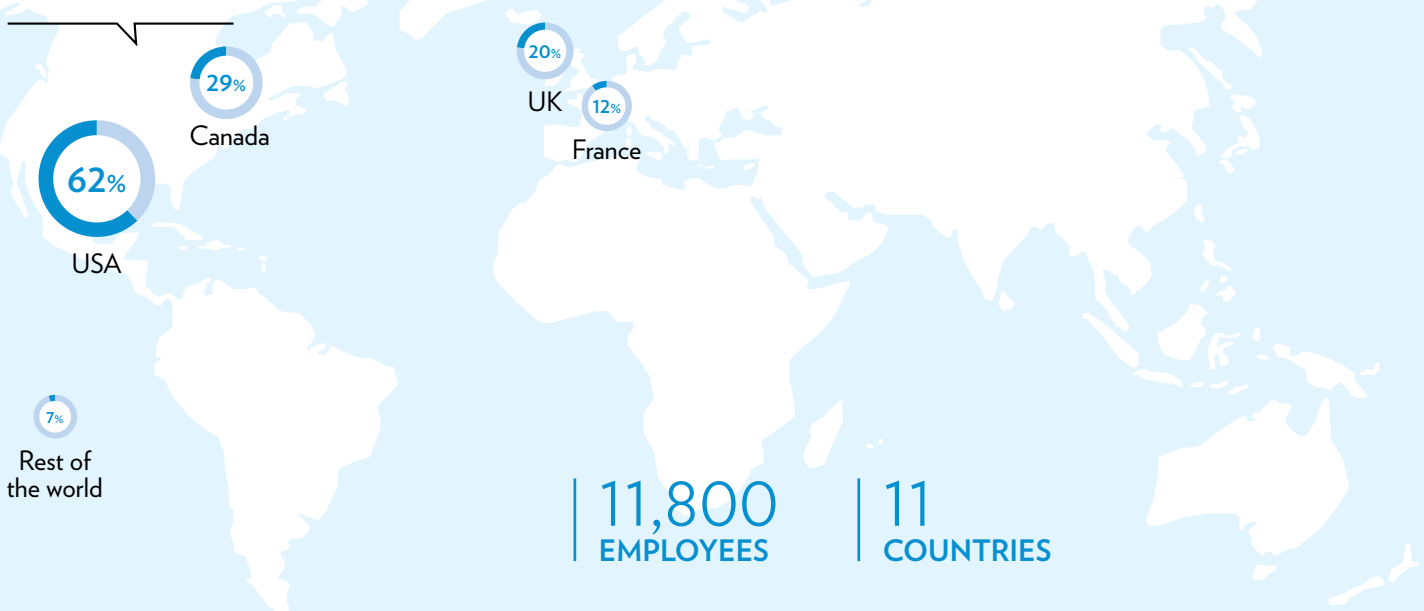 20%
UK
29%
Canada
12%
France
62%
USA
7%
Rest of
the world
11,800
EMPLOYEES
11
COUNTRIES